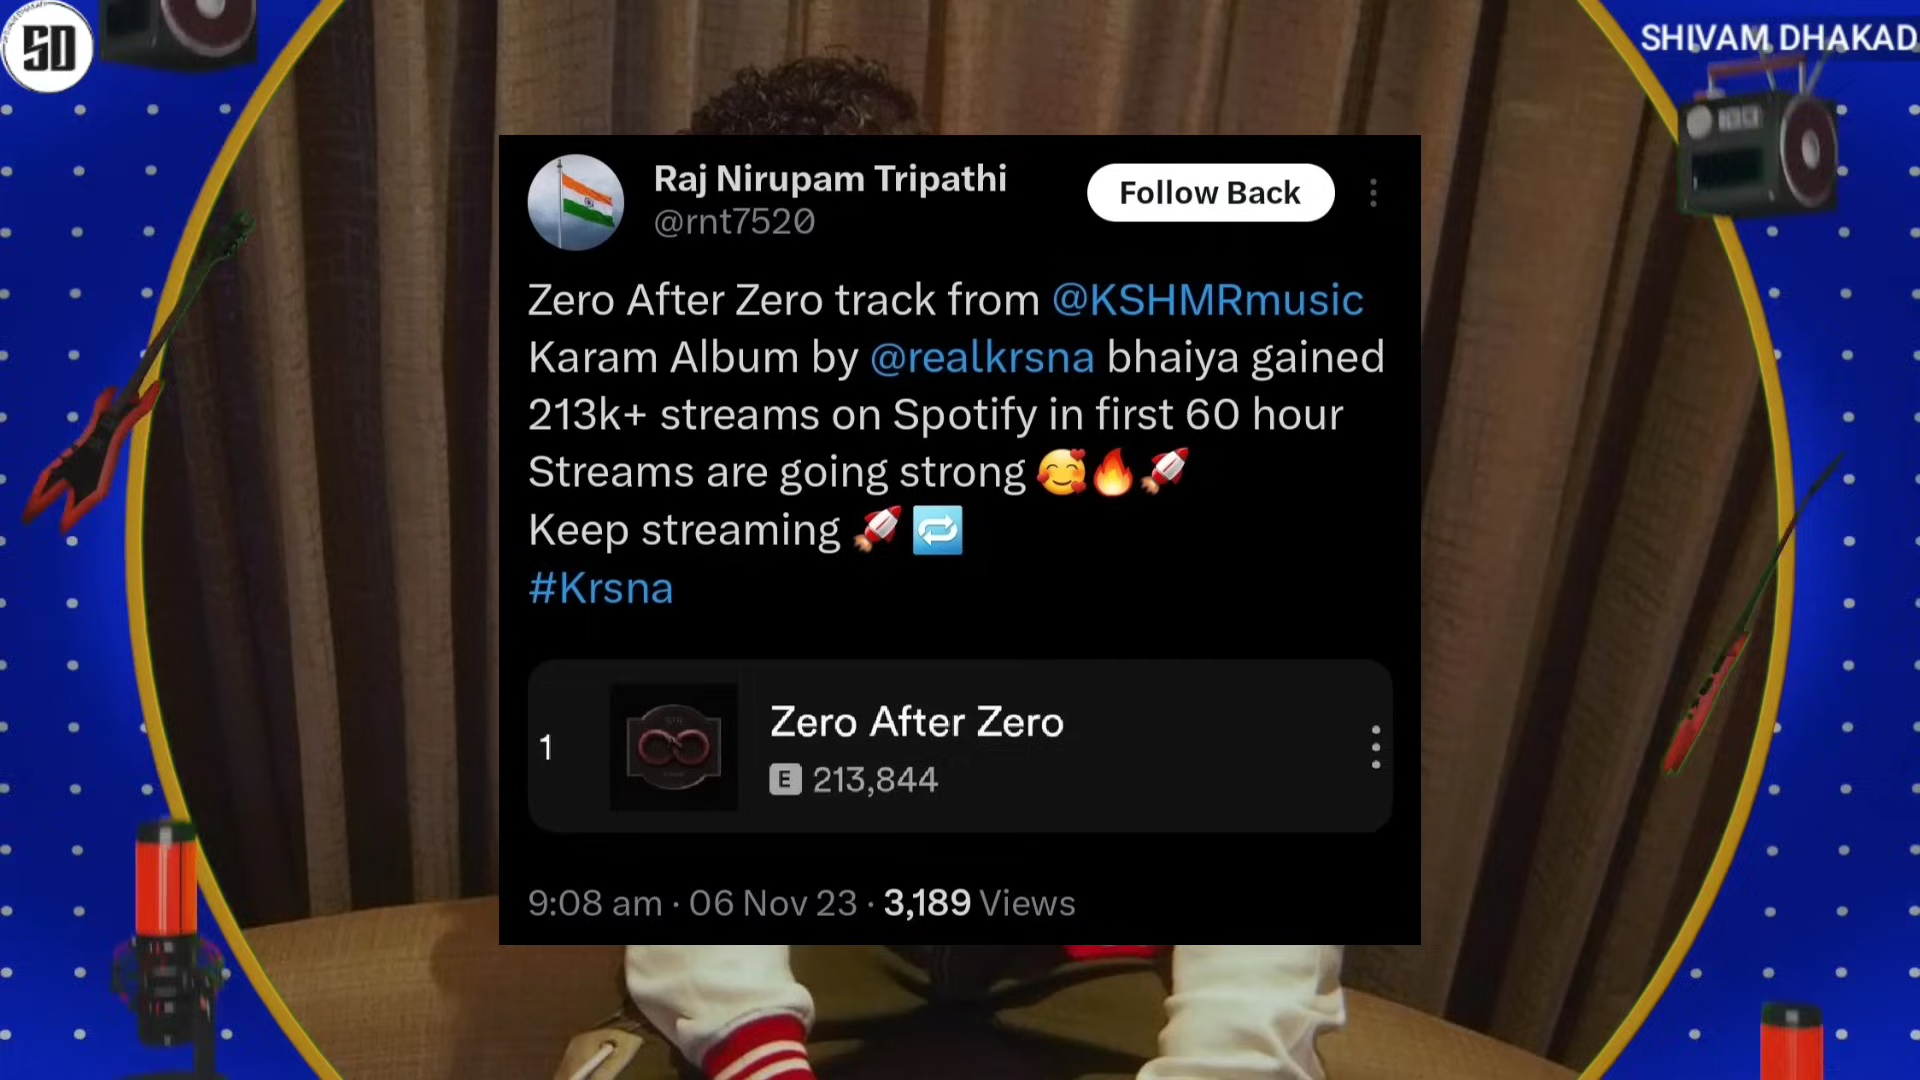 SD
SHIVAM DHAKAD
Raj Nirupam Tripathi
@rnt7520
Follow Back
Zero After Zero track from @KSHMRmusic
Karam Album by @realkrsna bhaiya gained
213k+ streams on Spotify in first 60 hour
Streams are going strong 🥰🔥🚀
Keep streaming 🚀🔁
#Krsna
1
Zero After Zero
E 213,844
9:08 am · 06 Nov 23 · 3,189 Views